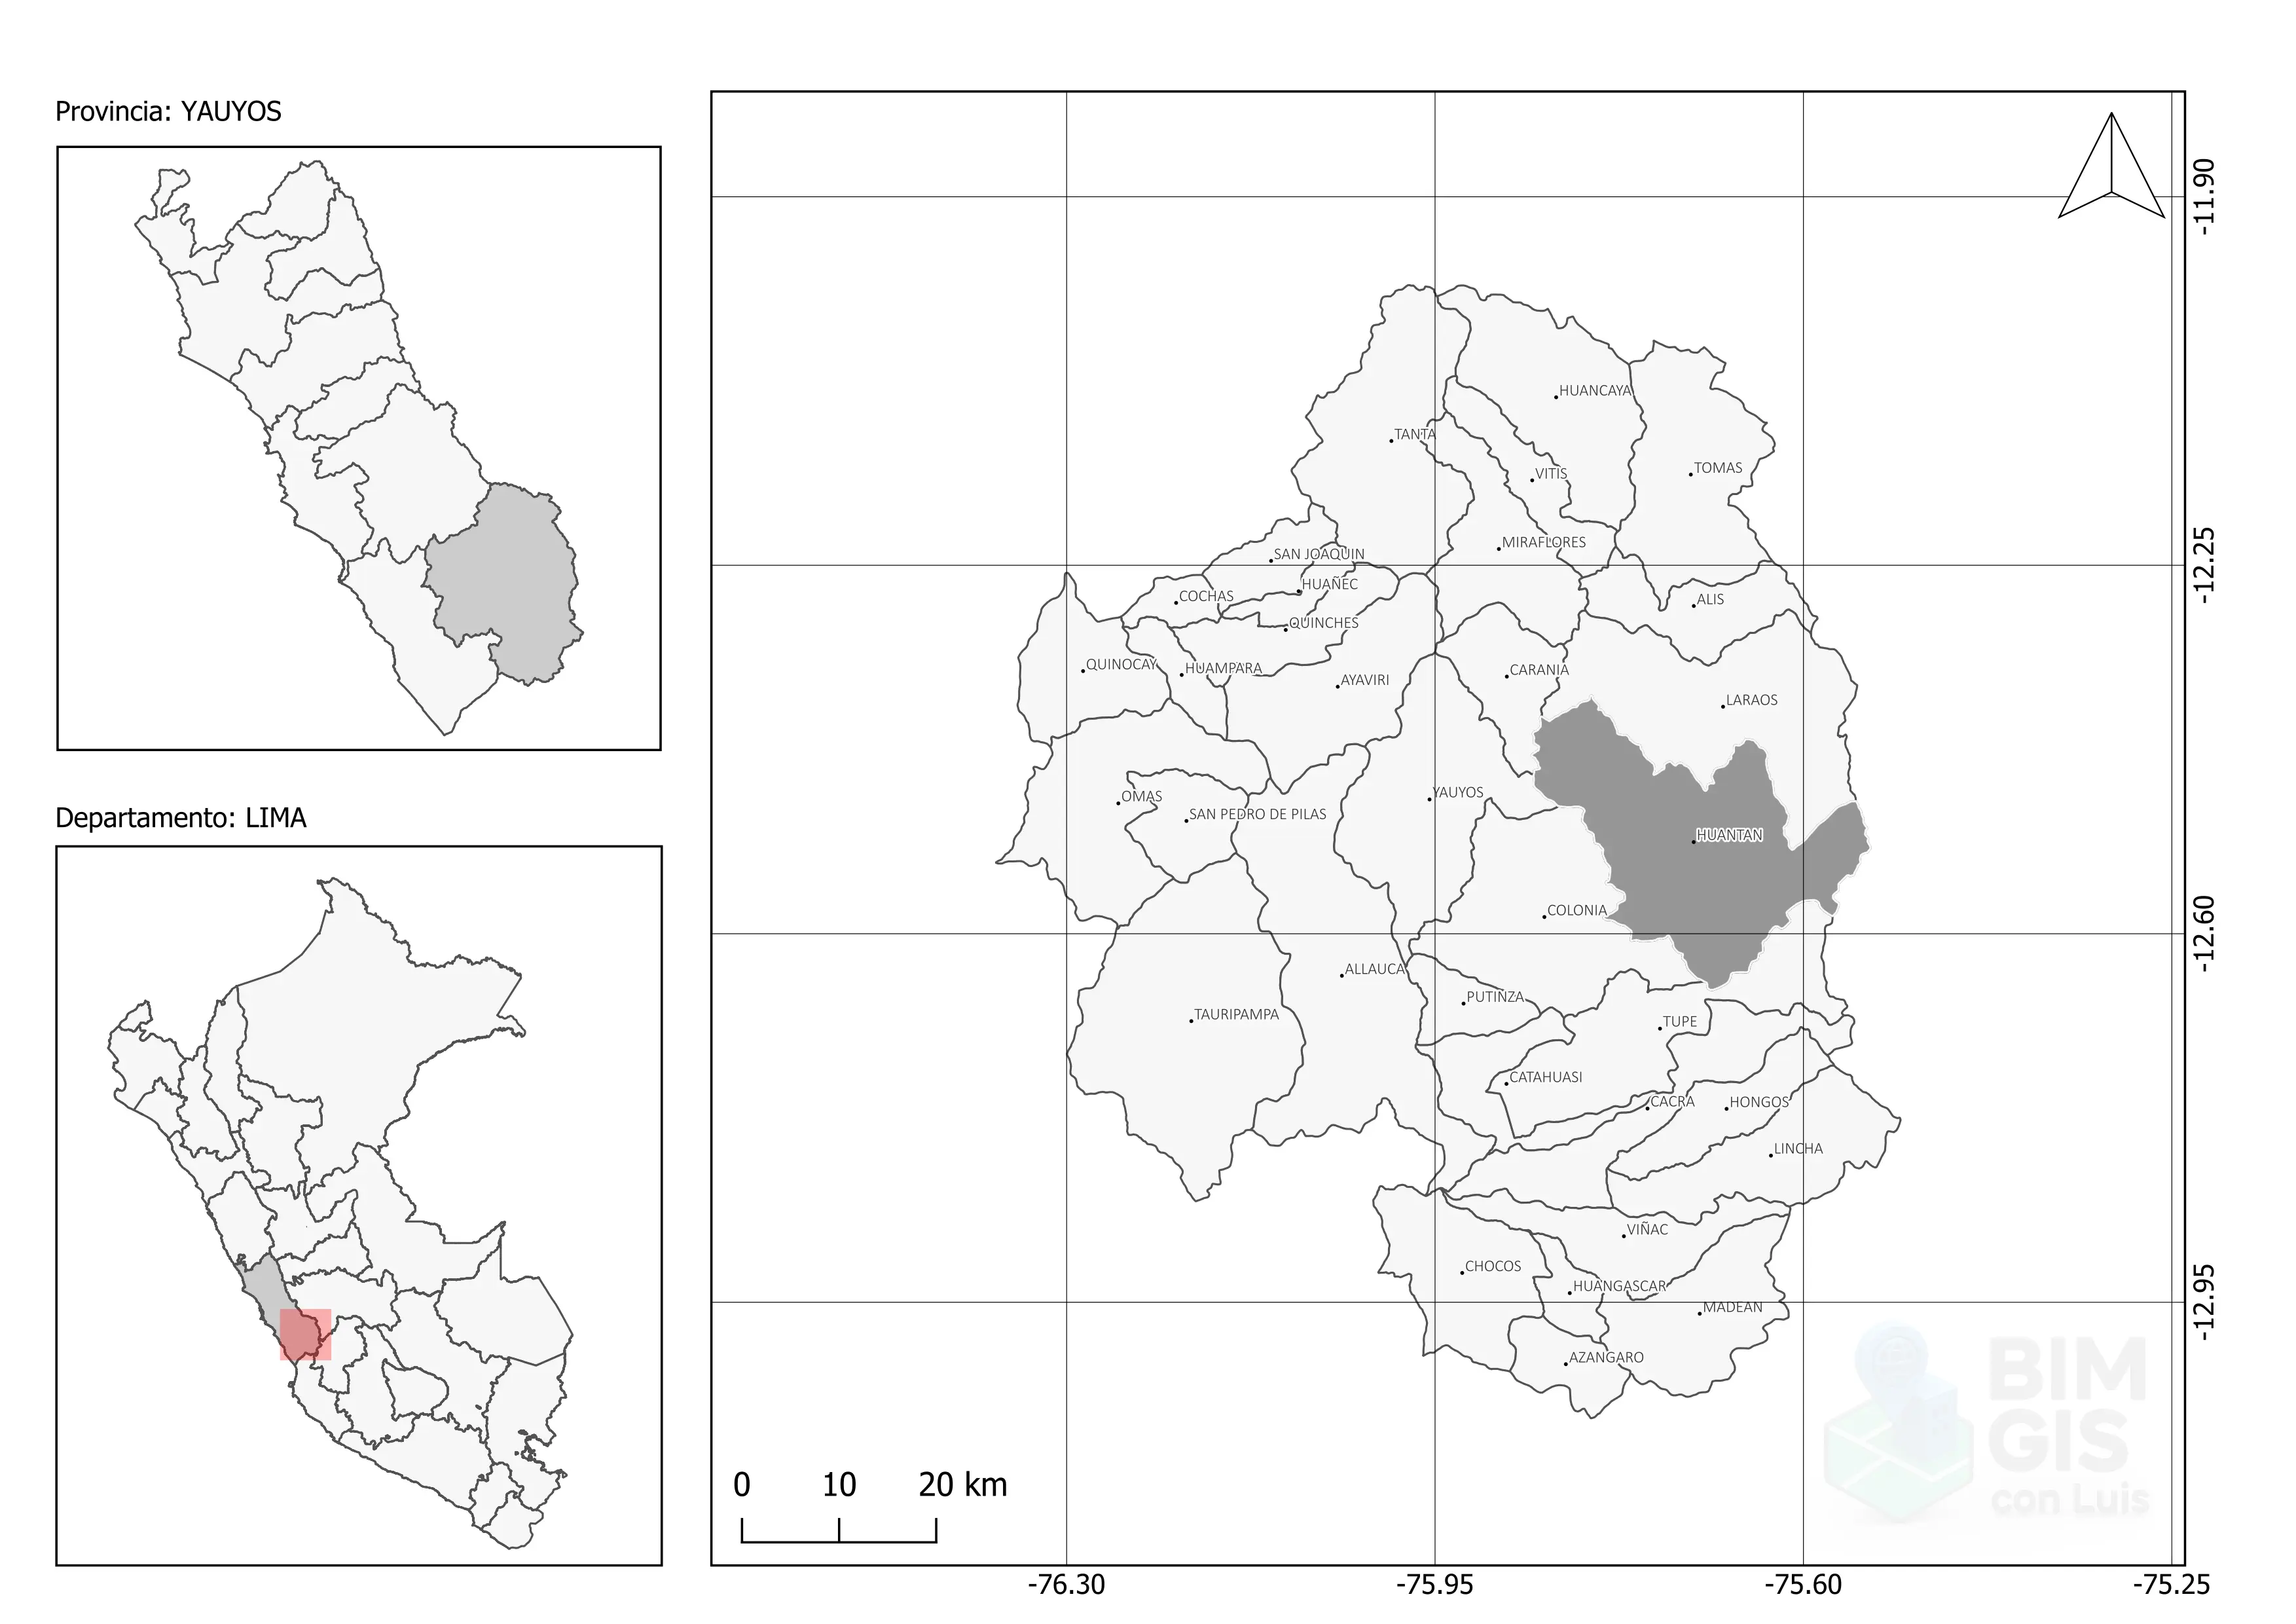 Provincia: YAUYOS
Departamento: LIMA
HUANCAYA
TANTA
TOMAS
VITIS
MIRAFLORES
SAN JOAQUIN
HUAÑEC
COCHAS
ALIS
QUINCHES
QUINOCAY
HUAMPARA
AYAVIRI
CARANIA
LARAOS
OMAS
SAN PEDRO DE PILAS
YAUYOS
HUANTAN
COLONIA
ALLAUCA
PUTINZA
TAURIPAMPA
TUPE
CATAHUASI
CACRA
HONGOS
LINCHA
VIÑAC
CHOCOS
HUANGASCAR
MADEAN
AZANGARO
-11.90
-12.25
-12.60
-12.95
BIM
GIS
con Luis
0 10 20 km
-76.30 -75.95 -75.60 -75.25